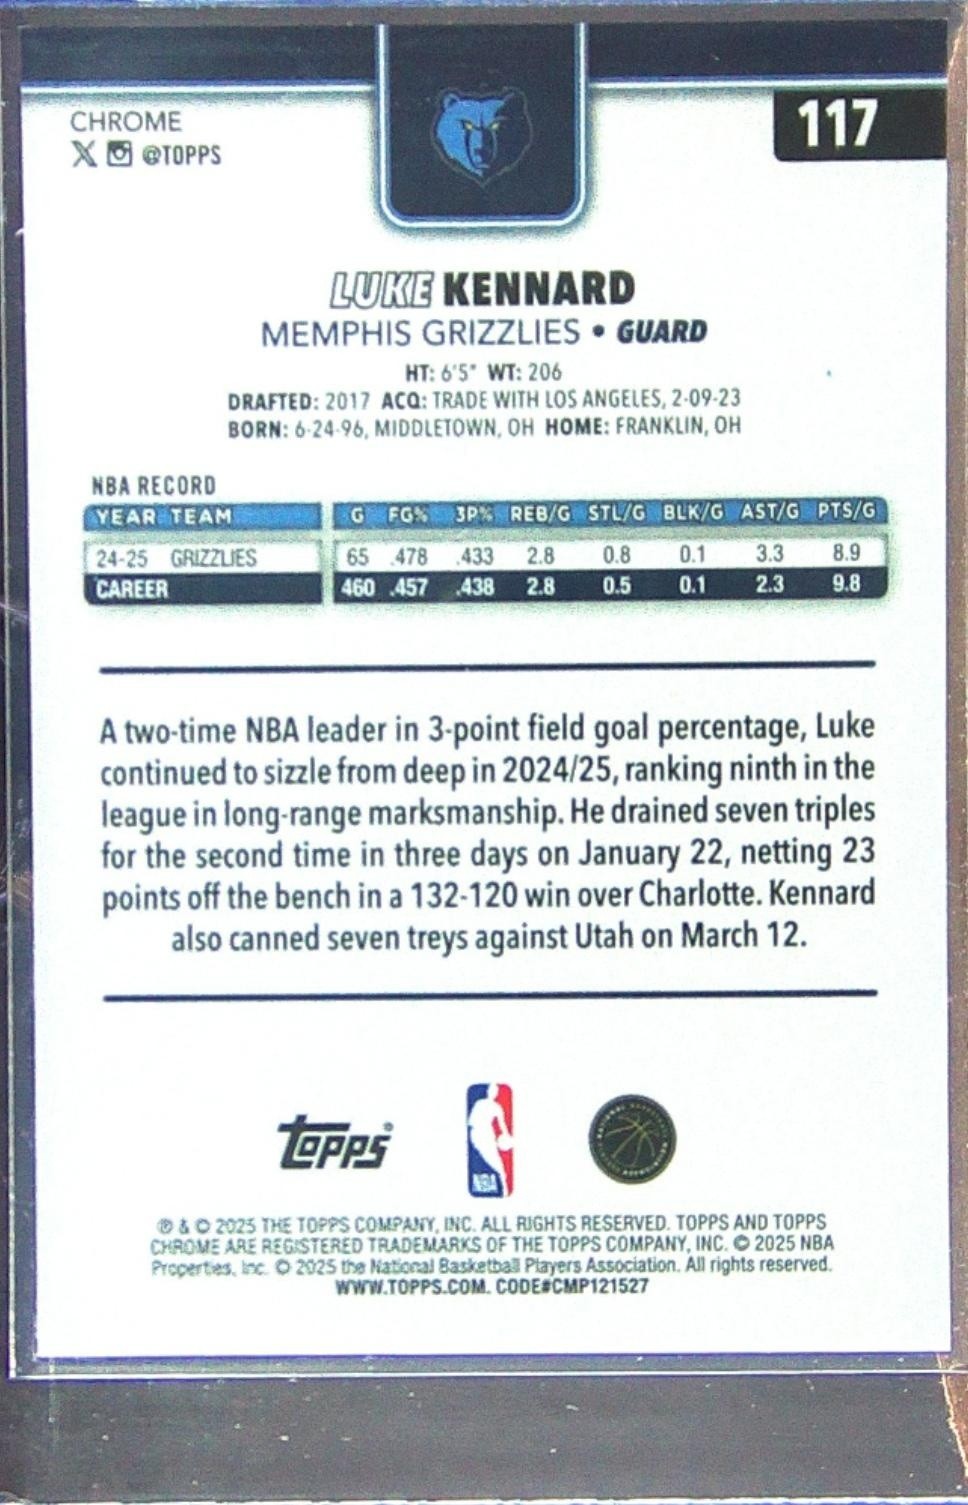 CHROME
117
X @TOPPS
LUKE KENNARD
MEMPHIS GRIZZLIES • GUARD
HT: 6'5" WT: 206
DRAFTED: 2017 ACQ: TRADE WITH LOS ANGELES, 2-09-23
BORN: 6-24-96, MIDDLETOWN, OH HOME: FRANKLIN, OH
NBA RECORD
YEAR TEAM G FG% 3P% REB/G STL/G BLK/G AST/G PTS/G
24-25 GRIZZLIES 65 .478 .433 2.8 0.8 0.1 3.3 8.9
CAREER 460 .457 .438 2.8 0.5 0.1 2.3 9.8
A two-time NBA leader in 3-point field goal percentage, Luke
continued to sizzle from deep in 2024/25, ranking ninth in the
league in long-range marksmanship. He drained seven triples
for the second time in three days on January 22, netting 23
points off the bench in a 132-120 win over Charlotte. Kennard
also canned seven treys against Utah on March 12.
Topps®
NBA
℗ & © 2025 THE TOPPS COMPANY, INC. ALL RIGHTS RESERVED. TOPPS AND TOPPS
CHROME ARE REGISTERED TRADEMARKS OF THE TOPPS COMPANY, INC. © 2025 NBA
Properties, Inc. © 2025 the National Basketball Players Association. All rights reserved.
WWW.TOPPS.COM. CODE#CMP121527